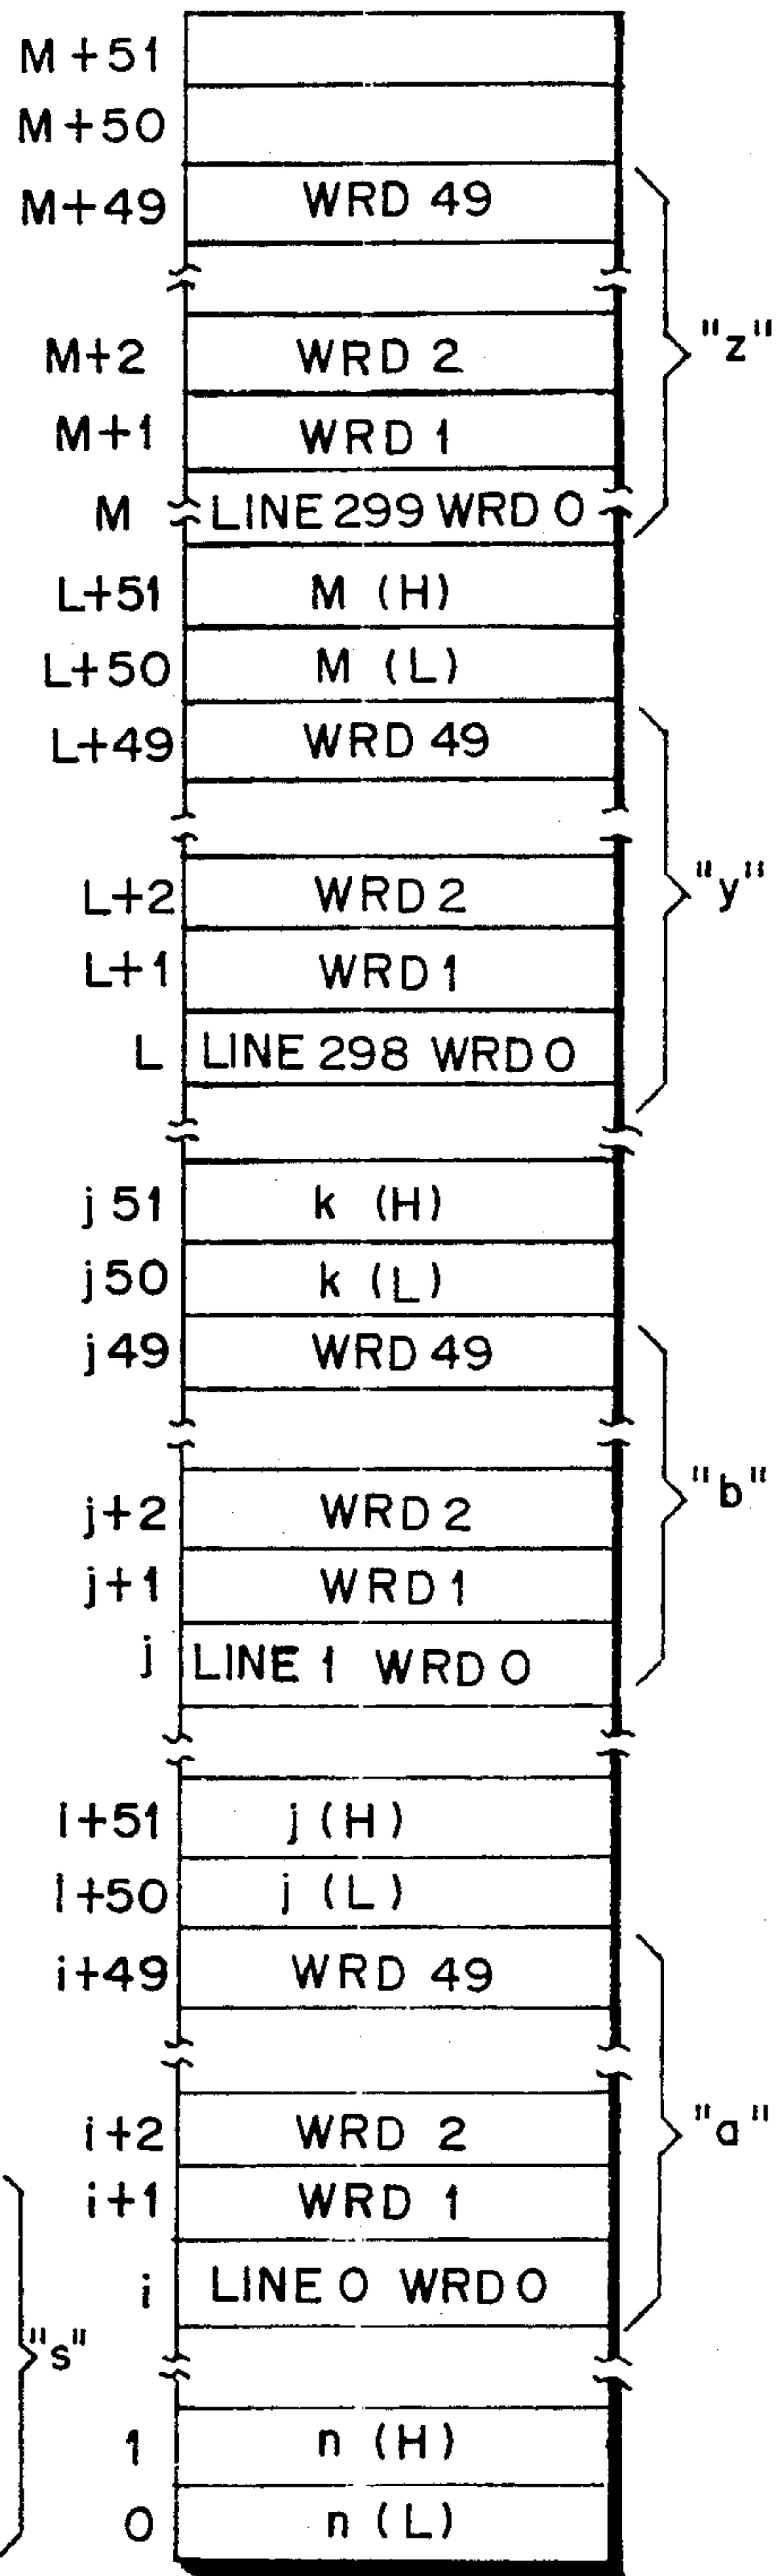 M+51
M+50
M+49 WRD 49
"z"
M+2 WRD 2
M+1 WRD 1
M LINE 299 WRD 0
L+51 M (H)
L+50 M (L)
L+49 WRD 49
L+2 WRD 2 "y"
L+1 WRD 1
L LINE 298 WRD 0
j 51 k (H)
j 50 k (L)
j 49 WRD 49
"b"
j+2 WRD 2
j+1 WRD 1
j LINE 1 WRD 0
i+51 j (H)
i+50 j (L)
i+49 WRD 49
i+2 WRD 2 "a"
i+1 WRD 1
i LINE 0 WRD 0
"s"
1 n (H)
0 n (L)